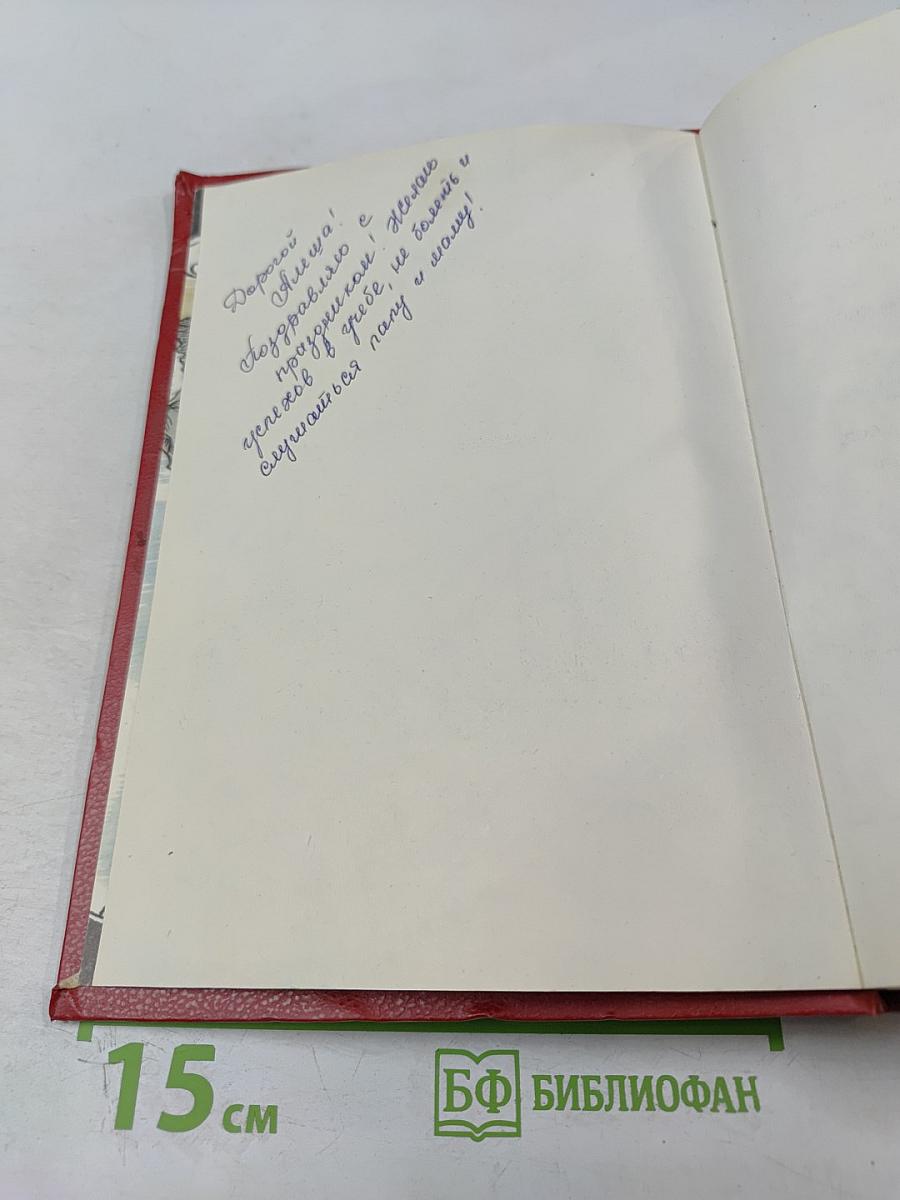 Дорогой
Алеша!
Поздравляю с
праздником! Желаю
успехов в учебе, не болеть и
слушаться папу и маму!
15 см
БФ БИБЛИОФАН